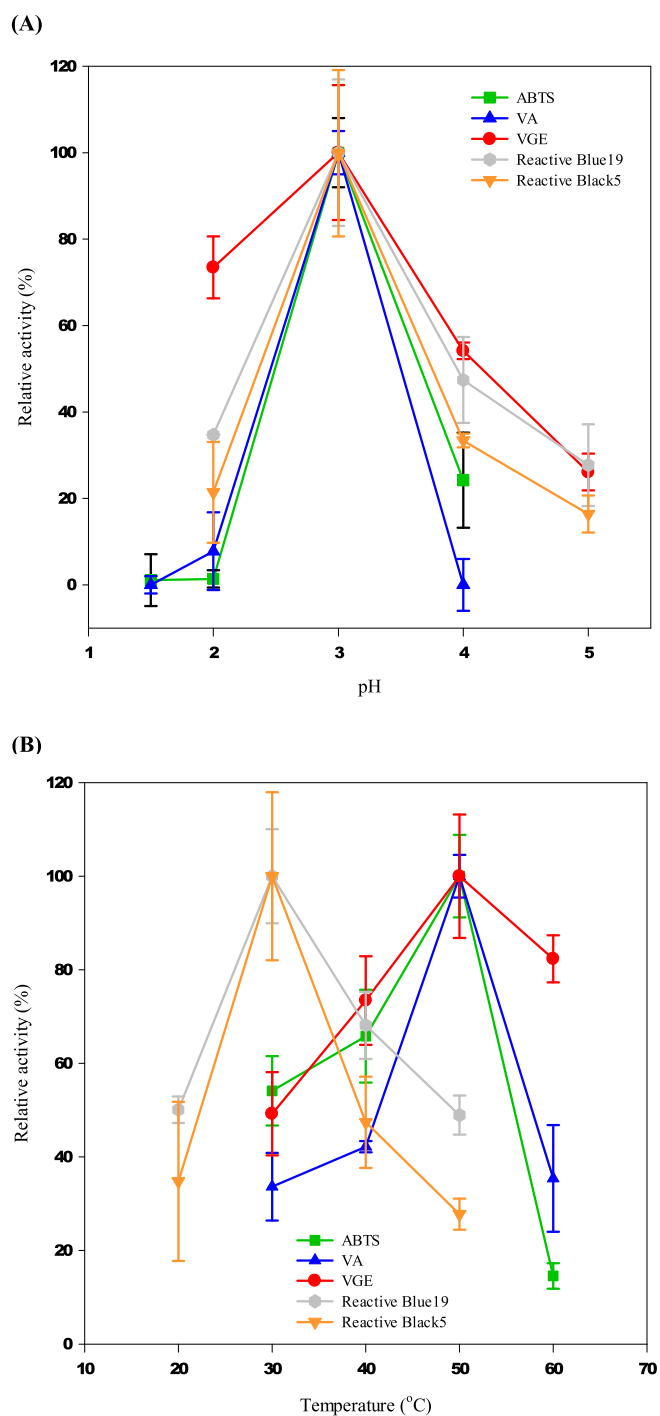 (A)
120
100
80
60
40
20
0
Relative activity (%)
ABTS
VA
VGE
Reactive Blue19
Reactive Black5
1 2 3 4 5
pH
(B)
120
100
80
60
40
20
0
Relative activity (%)
ABTS
VA
VGE
Reactive Blue19
Reactive Black5
10 20 30 40 50 60 70
Temperature (°C)